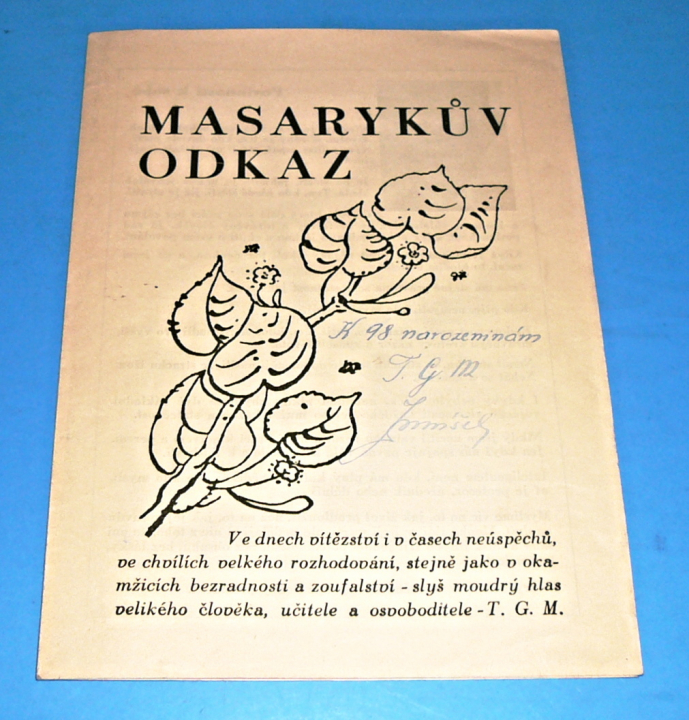 MASARYKŮV
ODKAZ
K 98. narozeninám
T. G. M
Ve dnech vítězství i v časech neúspěchů,
ve chvílích velkého rozhodování, stejně jako v oka-
mžicích bezradnosti a zoufalství - slyš moudrý hlas
velikého člověka, učitele a osvoboditele - T. G. M.